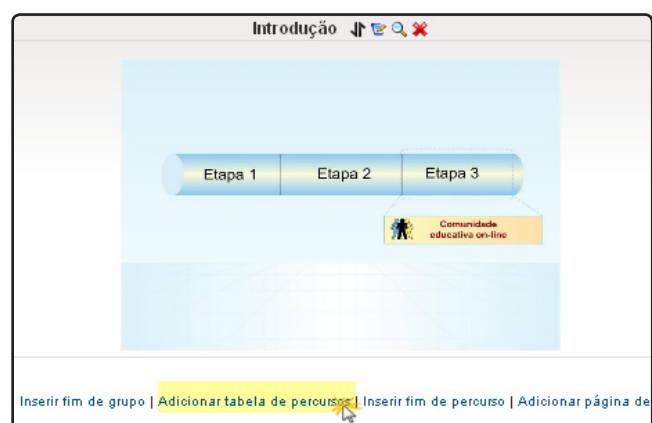 Introdução
Etapa 1 Etapa 2 Etapa 3
Comunidade
educativa on-line
Inserir fim de grupo | Adicionar tabela de percursos | Inserir fim de percurso | Adicionar página de